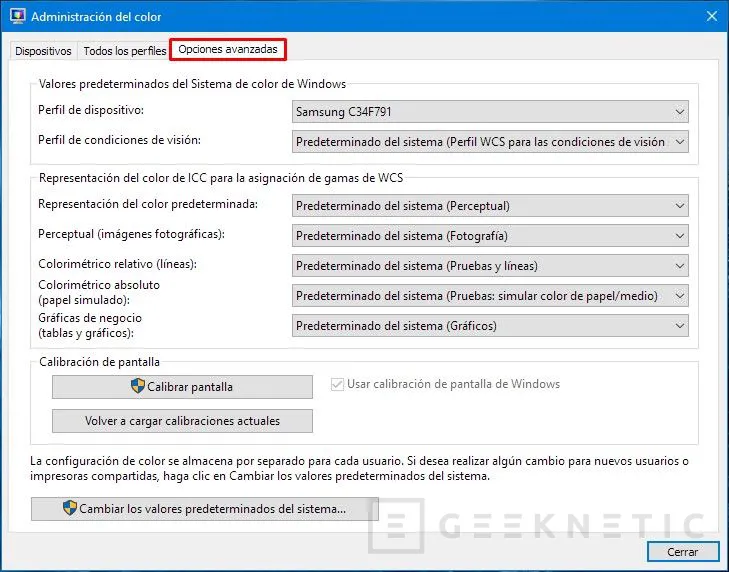 Administración del color
Dispositivos Todos los perfiles Opciones avanzadas
Valores predeterminados del Sistema de color de Windows
Perfil de dispositivo: Samsung C34F791
Perfil de condiciones de visión: Predeterminado del sistema (Perfil WCS para las condiciones de visión
Representación del color de ICC para la asignación de gamas de WCS
Representación del color predeterminada: Predeterminado del sistema (Perceptual)
Perceptual (imágenes fotográficas): Predeterminado del sistema (Fotografía)
Colorimétrico relativo (líneas): Predeterminado del sistema (Pruebas y líneas)
Colorimétrico absoluto
(papel simulado): Predeterminado del sistema (Pruebas: simular color de papel/medio)
Gráficas de negocio
(tablas y gráficos): Predeterminado del sistema (Gráficos)
Calibración de pantalla
Calibrar pantalla Usar calibración de pantalla de Windows
Volver a cargar calibraciones actuales
La configuración de color se almacena por separado para cada usuario. Si desea realizar algún cambio para nuevos usuarios o
impresoras compartidas, haga clic en Cambiar los valores predeterminados del sistema.
Cambiar los valores predeterminados del sistema...
GEEKNETIC
Cerrar